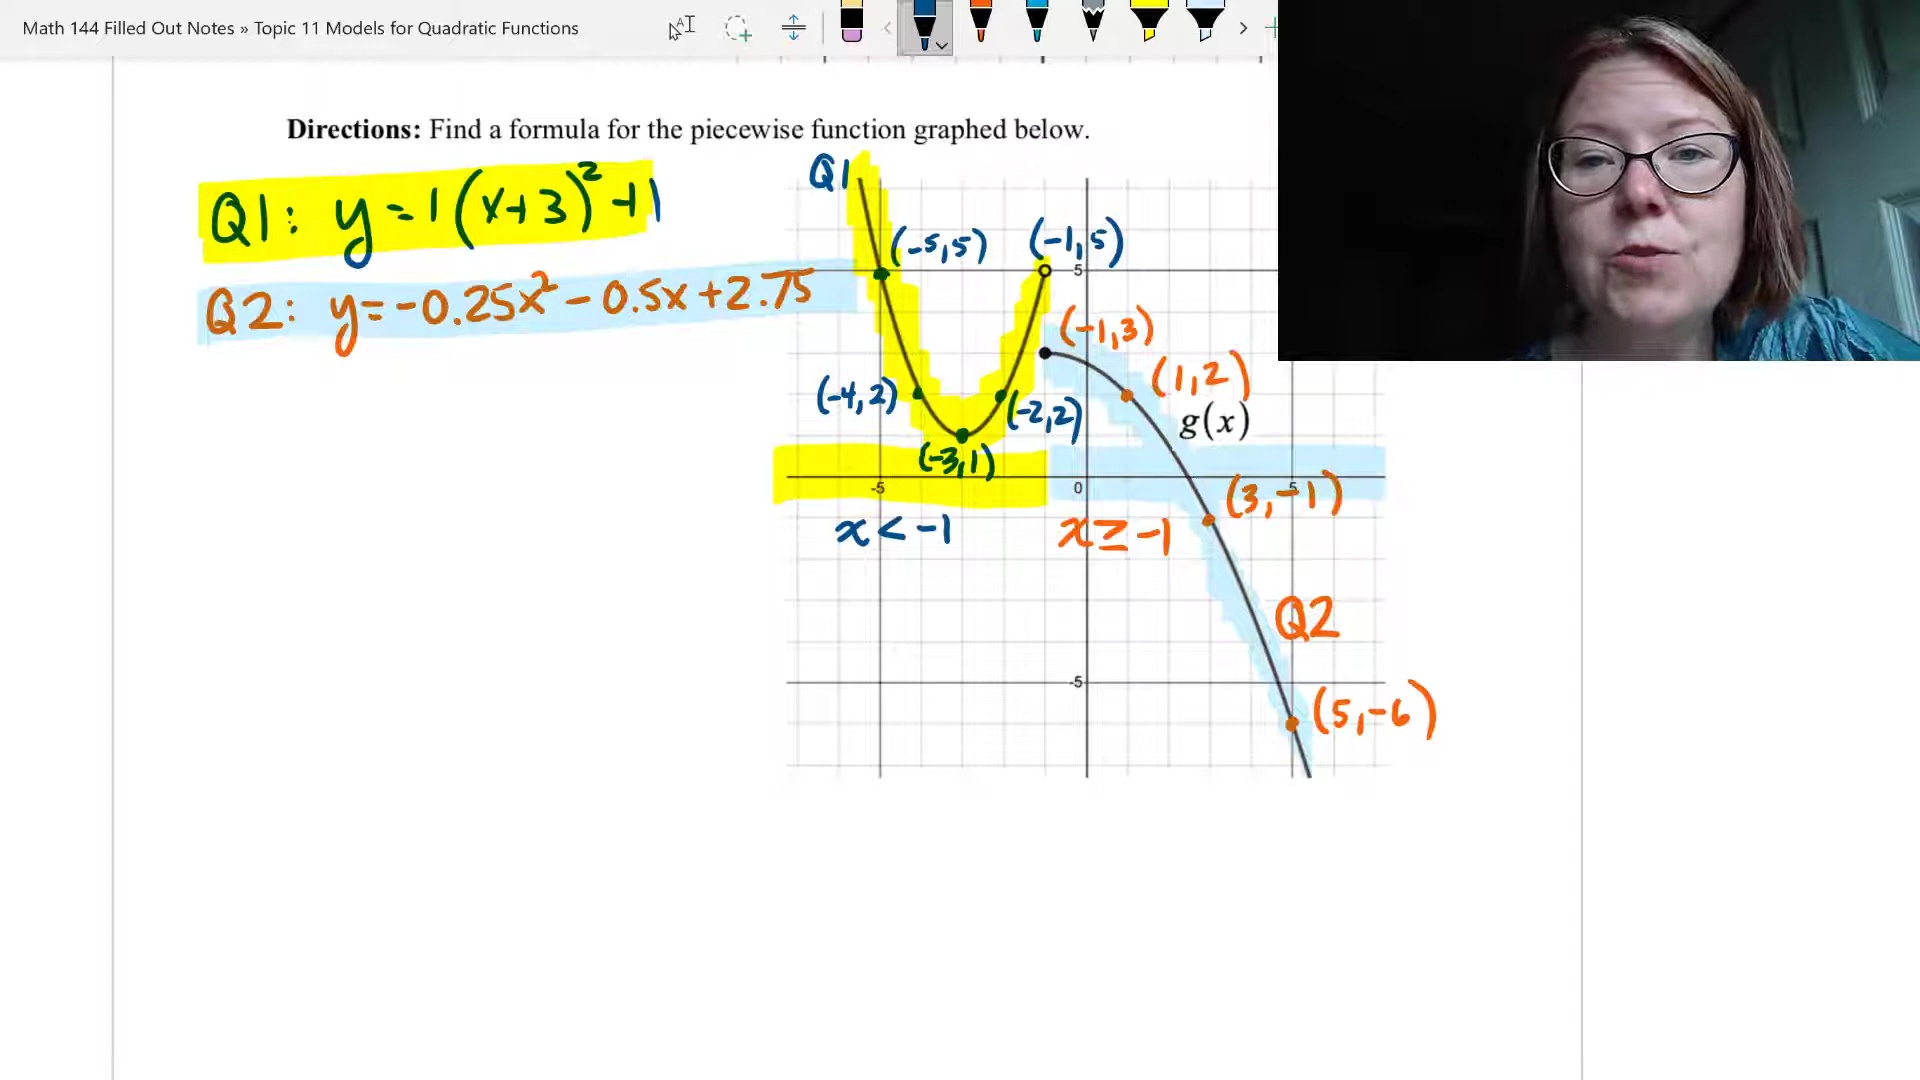 Math 144 Filled Out Notes » Topic 11 Models for Quadratic Functions
Directions: Find a formula for the piecewise function graphed below.
Q1: y=1(x+3)²+1
Q2: y=-0.25x²-0.5x+2.75
Q1
(-5,5)
(-1,5)
5
(-1,3)
(1,2)
(-4,2)
(-2,2)
g(x)
(-3,1)
-5
0
5
(3,-1)
x<-1
x≥-1
Q2
-5
(5,-6)